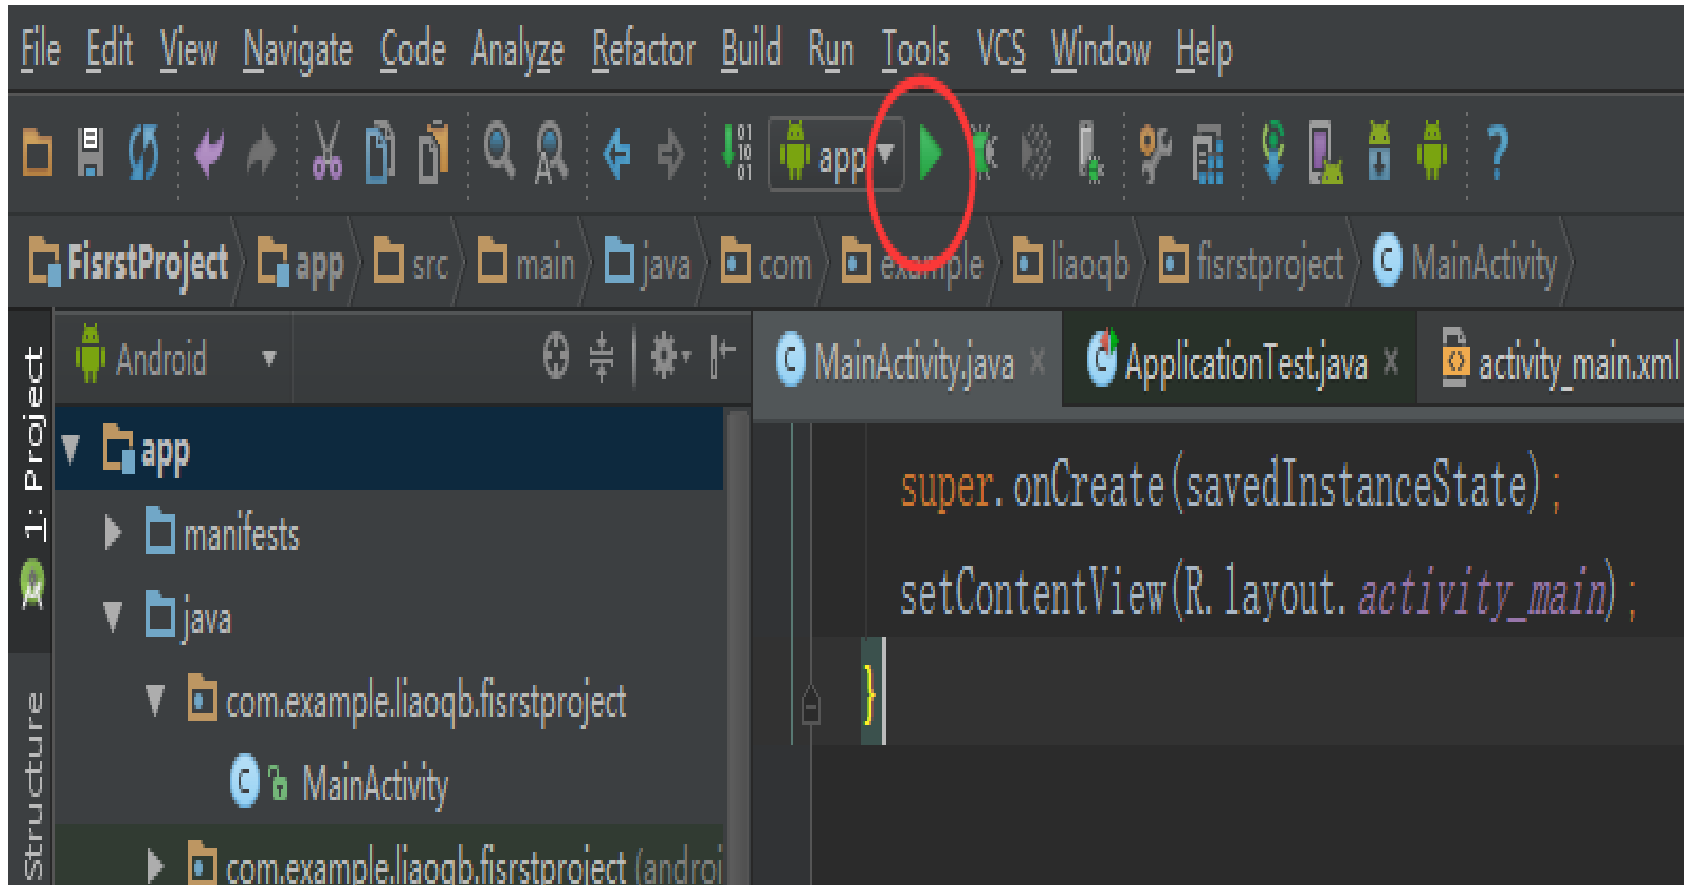 File Edit View Navigate Code Analyze Refactor Build Run Tools VCS Window Help
app
FisrstProject app src main java com example liaoqb fisrstproject MainActivity
Android
MainActivity.java ApplicationTest.java activity_main.xml
1: Project
Structure
app
manifests
java
com.example.liaoqb.fisrstproject
MainActivity
com.example.liaoqb.fisrstproject (androi
super.onCreate(savedInstanceState);
setContentView(R.layout.activity_main);
}